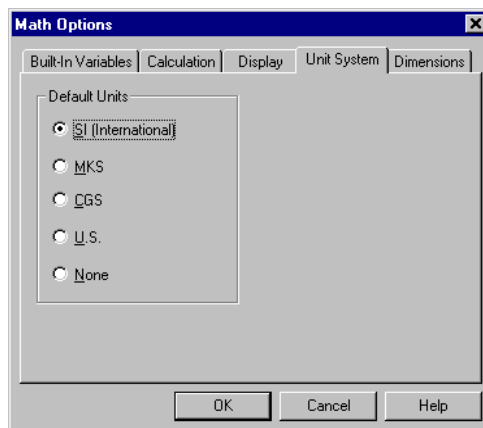 Math Options
Built-In Variables Calculation Display Unit System Dimensions
Default Units
SI (International)
MKS
CGS
U.S.
None
OK Cancel Help